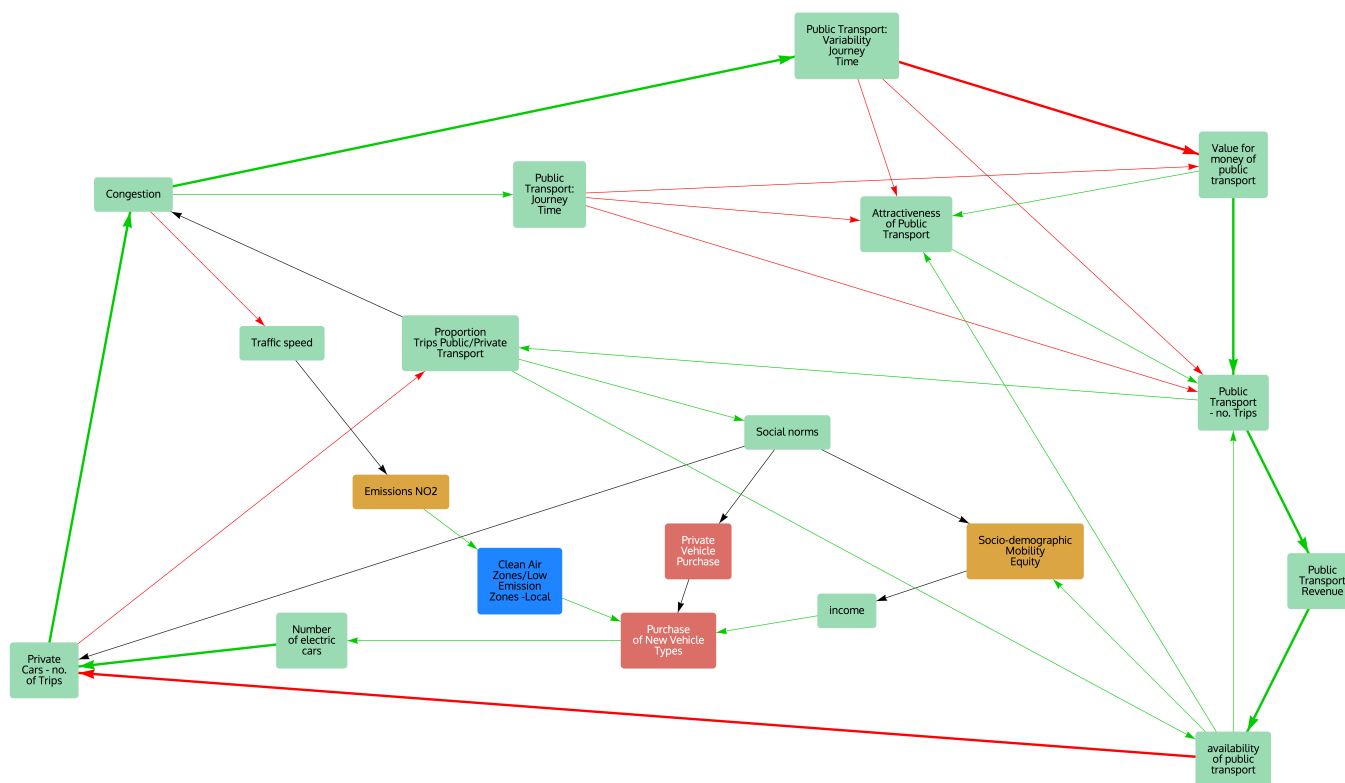 Public Transport:
Variability
Journey
Time
Value for
money of
public
transport
Congestion
Public
Transport:
Journey
Time
Attractiveness
of Public
Transport
Traffic speed
Proportion
Trips Public/Private
Transport
Public
Transport
- no. Trips
Social norms
Emissions NO2
Private
Vehicle
Purchase
Socio-demographic
Mobility
Equity
Clean Air
Zones/Low
Emission
Zones -Local
Public
Transport
Revenue
income
Number
of electric
cars
Purchase
of New Vehicle
Types
Private
Cars - no.
of Trips
availability
of public
transport